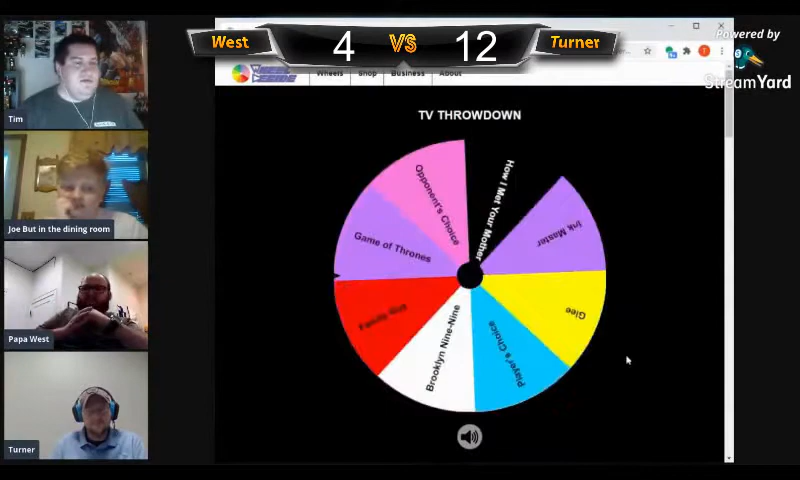 West
4
VS
12
Turner
Powered by
StreamYard
Wheels
Shop
Business
About
TV THROWDOWN
Opponent's Choice
How I Met Your Mother
Ink Master
Glee
Player's Choice
Brooklyn Nine-Nine
Family Guy
Game of Thrones
Tim
Joe But in the dining room
Papa West
Turner